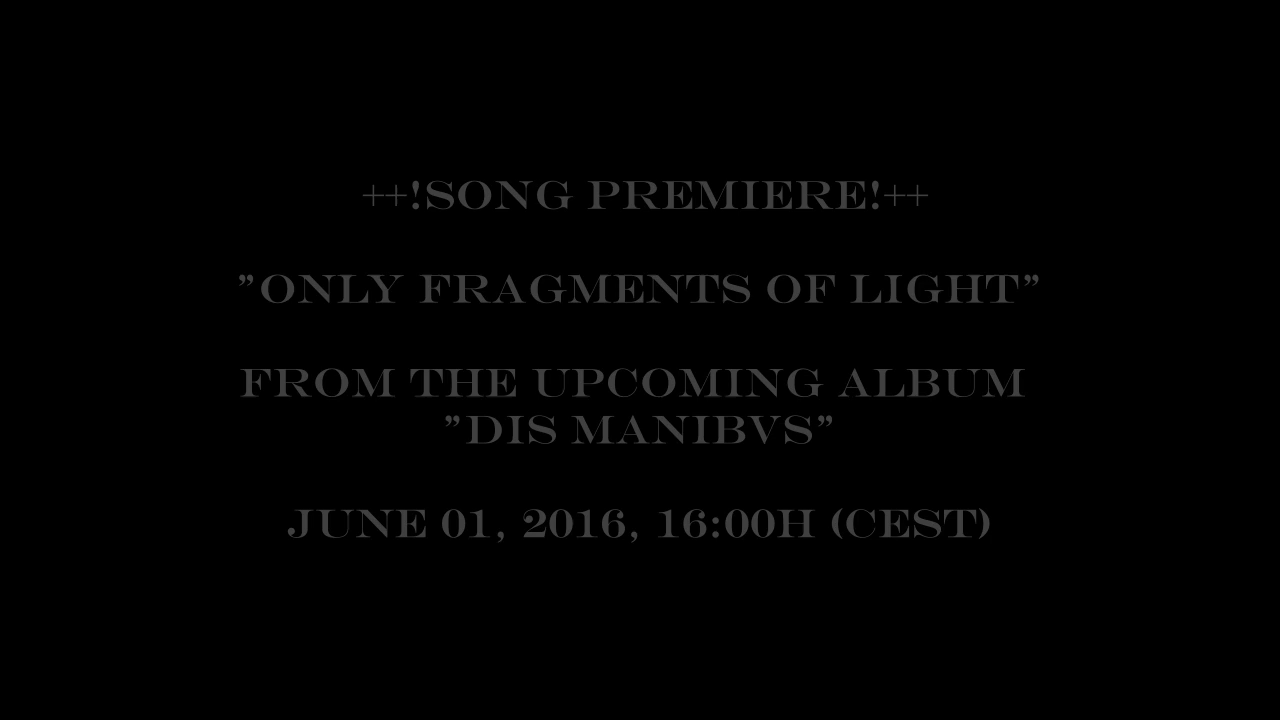 ++!SONG PREMIERE!++
"ONLY FRAGMENTS OF LIGHT"
FROM THE UPCOMING ALBUM
"DIS MANIBVS"
JUNE 01, 2016, 16:00H (CEST)